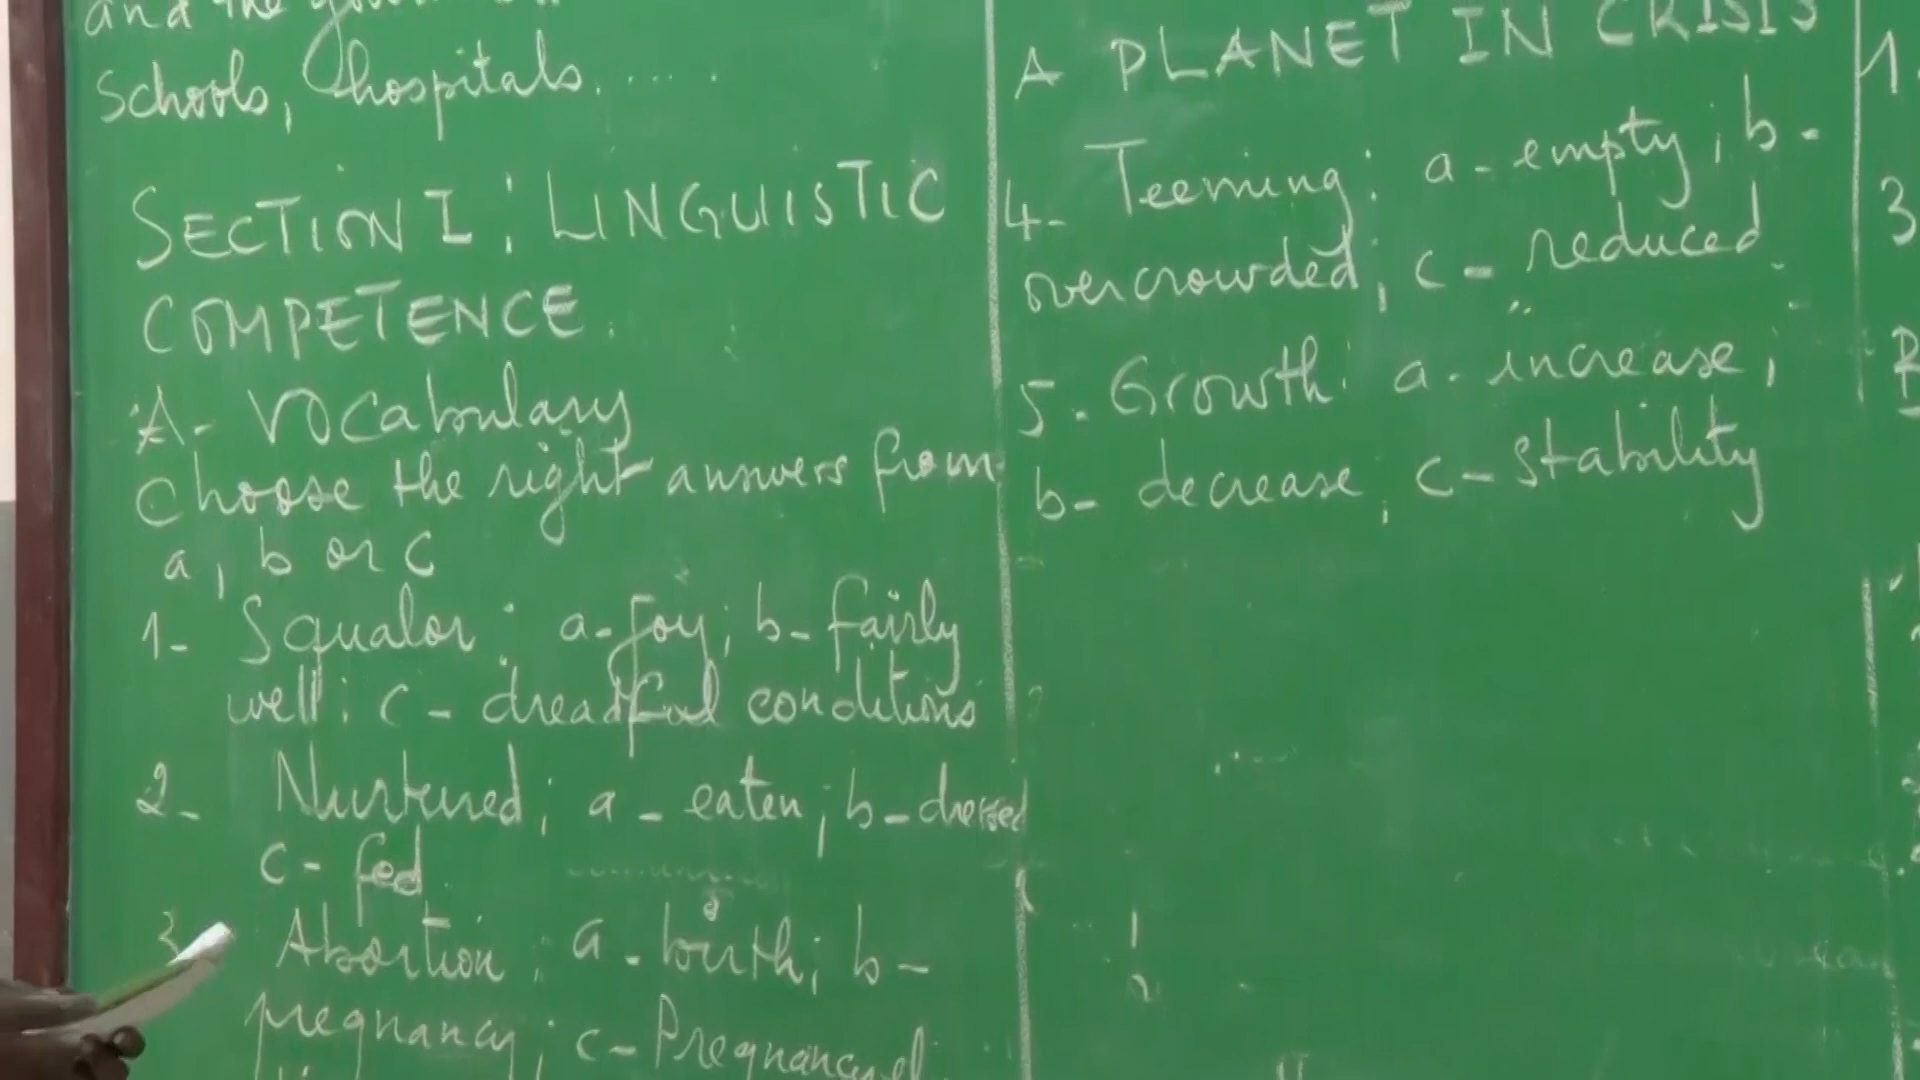 and the
schools, hospitals.....
SECTION I: LINGUISTIC
COMPETENCE.
A- Vocabulary
Choose the right answers from
a, b or c
1- Squalor: a- joy; b- fairly
well; c- dreadful conditions
2- Nurtured; a- eaten; b- dressed
c- fed
3 Abortion; a- birth; b-
pregnancy; c- Pregnancy
A PLANET IN CRISIS
4- Teeming: a- empty; b-
overcrowded; c- reduced
5. Growth: a- increase;
b- decrease; c- stability
1
3